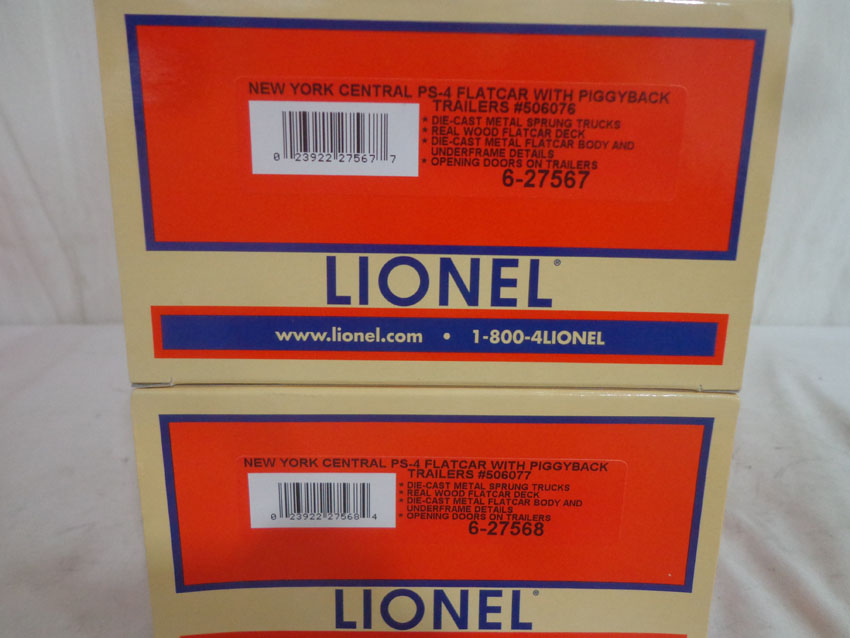 NEW YORK CENTRAL PS-4 FLATCAR WITH PIGGYBACK
TRAILERS #506076
* DIE-CAST METAL SPRUNG TRUCKS
* REAL WOOD FLATCAR DECK
* DIE-CAST METAL FLATCAR BODY AND
UNDERFRAME DETAILS
* OPENING DOORS ON TRAILERS
0 23922 27567 7
6-27567
LIONEL®
www.lionel.com • 1-800-4LIONEL
NEW YORK CENTRAL PS-4 FLATCAR WITH PIGGYBACK
TRAILERS #506077
* DIE-CAST METAL SPRUNG TRUCKS
* REAL WOOD FLATCAR DECK
* DIE-CAST METAL FLATCAR BODY AND
UNDERFRAME DETAILS
* OPENING DOORS ON TRAILERS
0 23922 27568 4
6-27568
LIONEL®